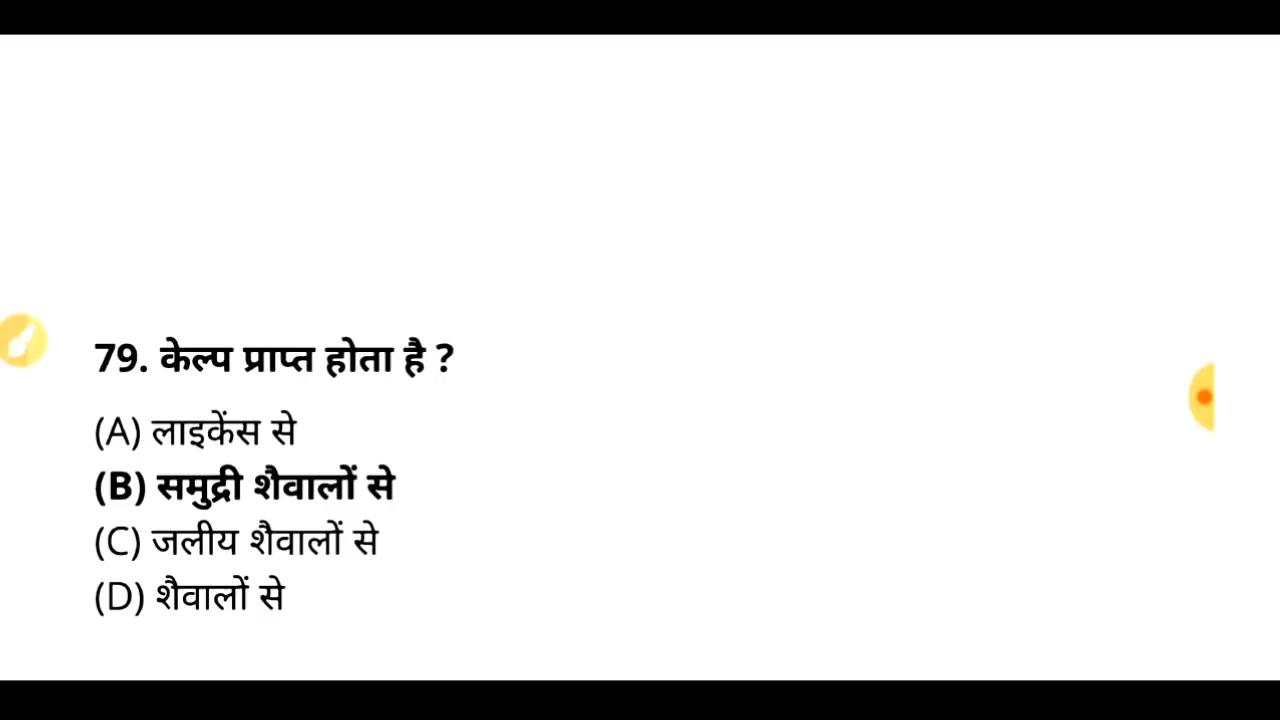 79. केल्प प्राप्त होता है ?
(A) लाइकेंस से
(B) समुद्री शैवालों से
(C) जलीय शैवालों से
(D) शैवालों से